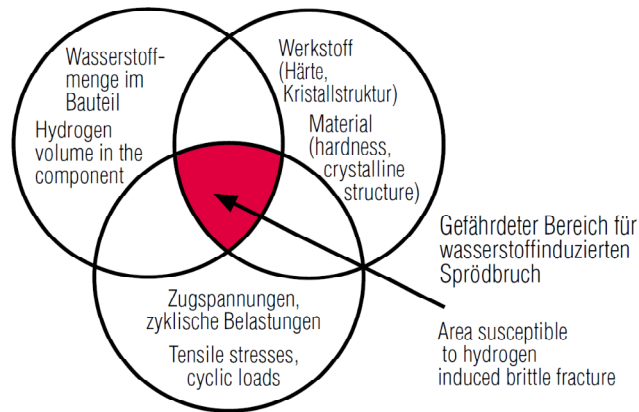 Wasserstoff-
menge im
Bauteil
Hydrogen
volume in the
component
Werkstoff
(Härte,
Kristallstruktur)
Material
(hardness,
crystalline
structure)
Zugspannungen,
zyklische Belastungen
Tensile stresses,
cyclic loads
Gefährdeter Bereich für
wasserstoffinduzierten
Sprödbruch
Area susceptible
to hydrogen
induced brittle fracture